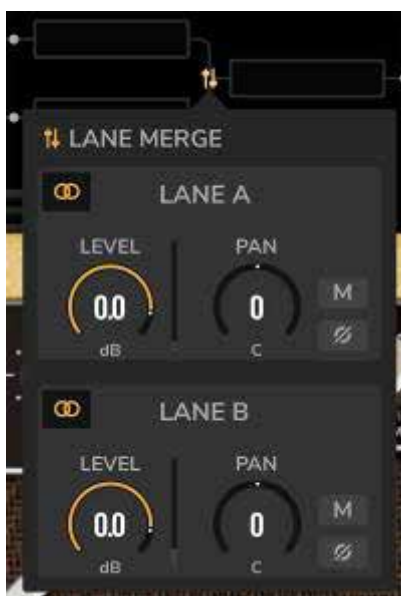 LANE MERGE
LANE A
LEVEL PAN
0.0 0 M
dB C
LANE B
LEVEL PAN
0.0 0 M
dB C